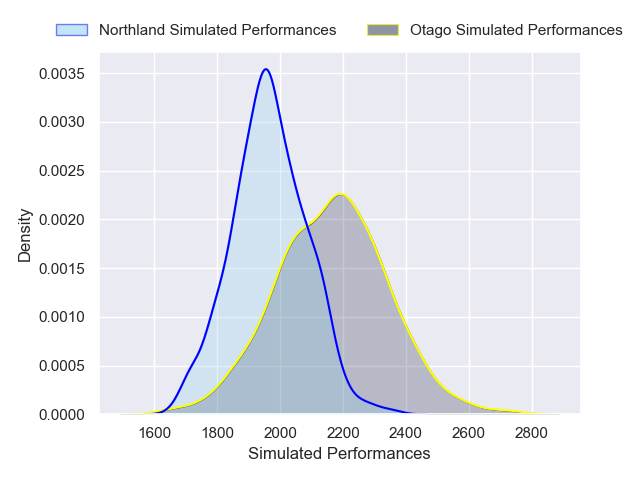 Northland Simulated Performances
Otago Simulated Performances
0.0035
0.0030
0.0025
0.0020
0.0015
0.0010
0.0005
0.0000
Density
1600 1800 2000 2200 2400 2600 2800
Simulated Performances